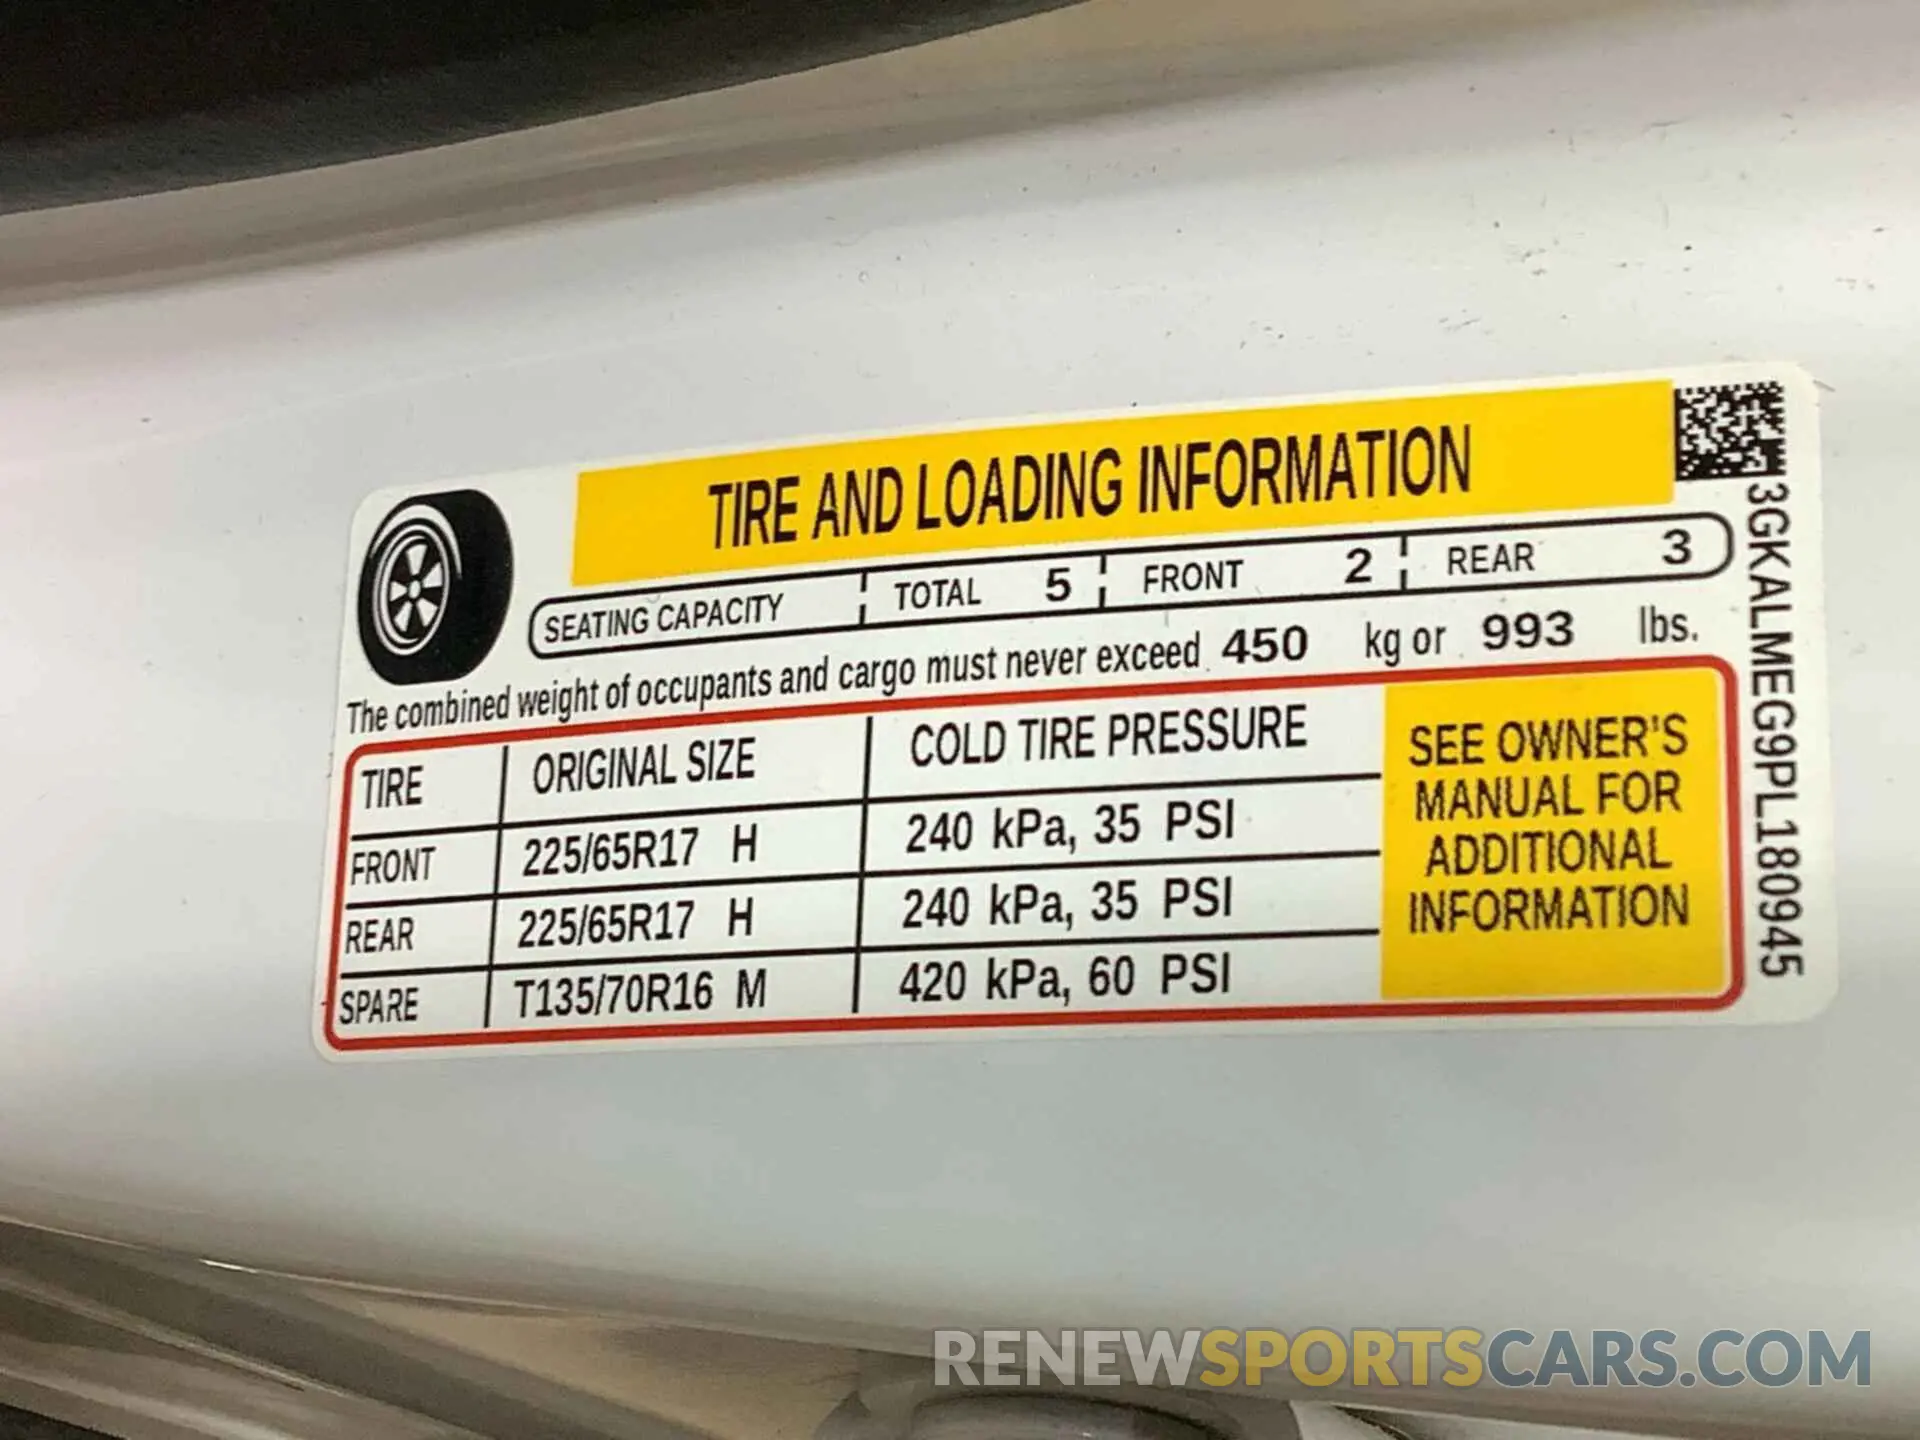 TIRE AND LOADING INFORMATION
SEATING CAPACITY TOTAL 5 FRONT 2 REAR 3
The combined weight of occupants and cargo must never exceed 450 kg or 993 lbs.
TIRE ORIGINAL SIZE COLD TIRE PRESSURE
FRONT 225/65R17 H 240 kPa, 35 PSI
REAR 225/65R17 H 240 kPa, 35 PSI
SPARE T135/70R16 M 420 kPa, 60 PSI
SEE OWNER'S
MANUAL FOR
ADDITIONAL
INFORMATION
3GKALMEG9PL180945
RENEWSPORTSCARS.COM